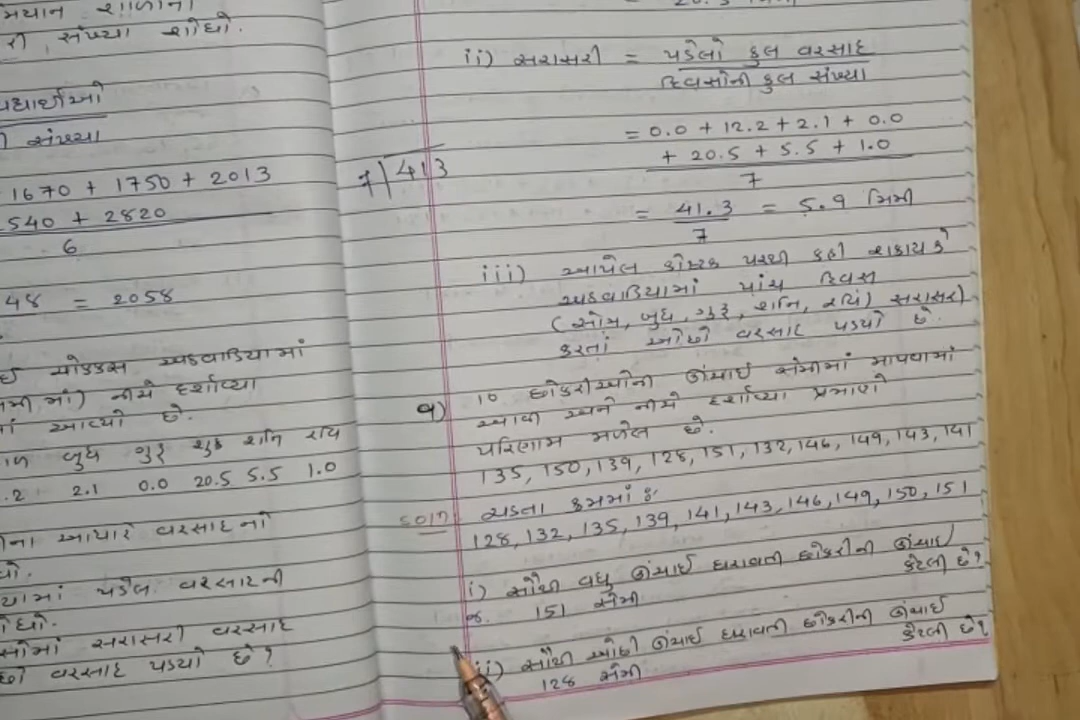 રી સંખ્યા શોધો.
સંખ્યા
1670 + 1750 + 2013
540 + 2820
6
48 = 2058
ચોક્કસ અઠવાડિયામાં
નીચે દર્શાવ્યા
આવ્યો છે.
બુધ ગુરુ શુક્ર શનિ રવિ
.2 2.1 0.0 20.5 5.5 1.0
આધારે વરસાદનો
પડેલ વરસાદની
સરાસરી વરસાદ
વરસાદ પડ્યો છે?
7 413
ii) સરાસરી = પડેલો કુલ વરસાદ
દિવસોની કુલ સંખ્યા
= 0.0 + 12.2 + 2.1 + 0.0
+ 20.5 + 5.5 + 1.0
7
= 41.3 = 5.9 મિમી
7
iii) આપેલ કોષ્ટક પરથી કહી શકાય કે
અઠવાડિયામાં પાંચ દિવસ
(સોમ, બુધ, ગુરુ, શનિ, રવિ) સરાસરી
કરતાં ઓછો વરસાદ પડ્યો છે.
9) 10 છોકરીઓની ઊંચાઈ સેમીમાં માપવામાં
આવી અને નીચે દર્શાવ્યા પ્રમાણે
પરિણામ મળેલ છે.
135, 150, 139, 128, 151, 132, 146, 149, 143, 141
ચડતા ક્રમમાં
128, 132, 135, 139, 141, 143, 146, 149, 150, 151
i) સૌથી વધુ ઊંચાઈ ધરાવતી છોકરીની ઊંચાઈ
કેટલી છે?
જ. 151 સેમી
ii) સૌથી ઓછી ઊંચાઈ ધરાવતી છોકરીની ઊંચાઈ
કેટલી છે?
128 સેમી